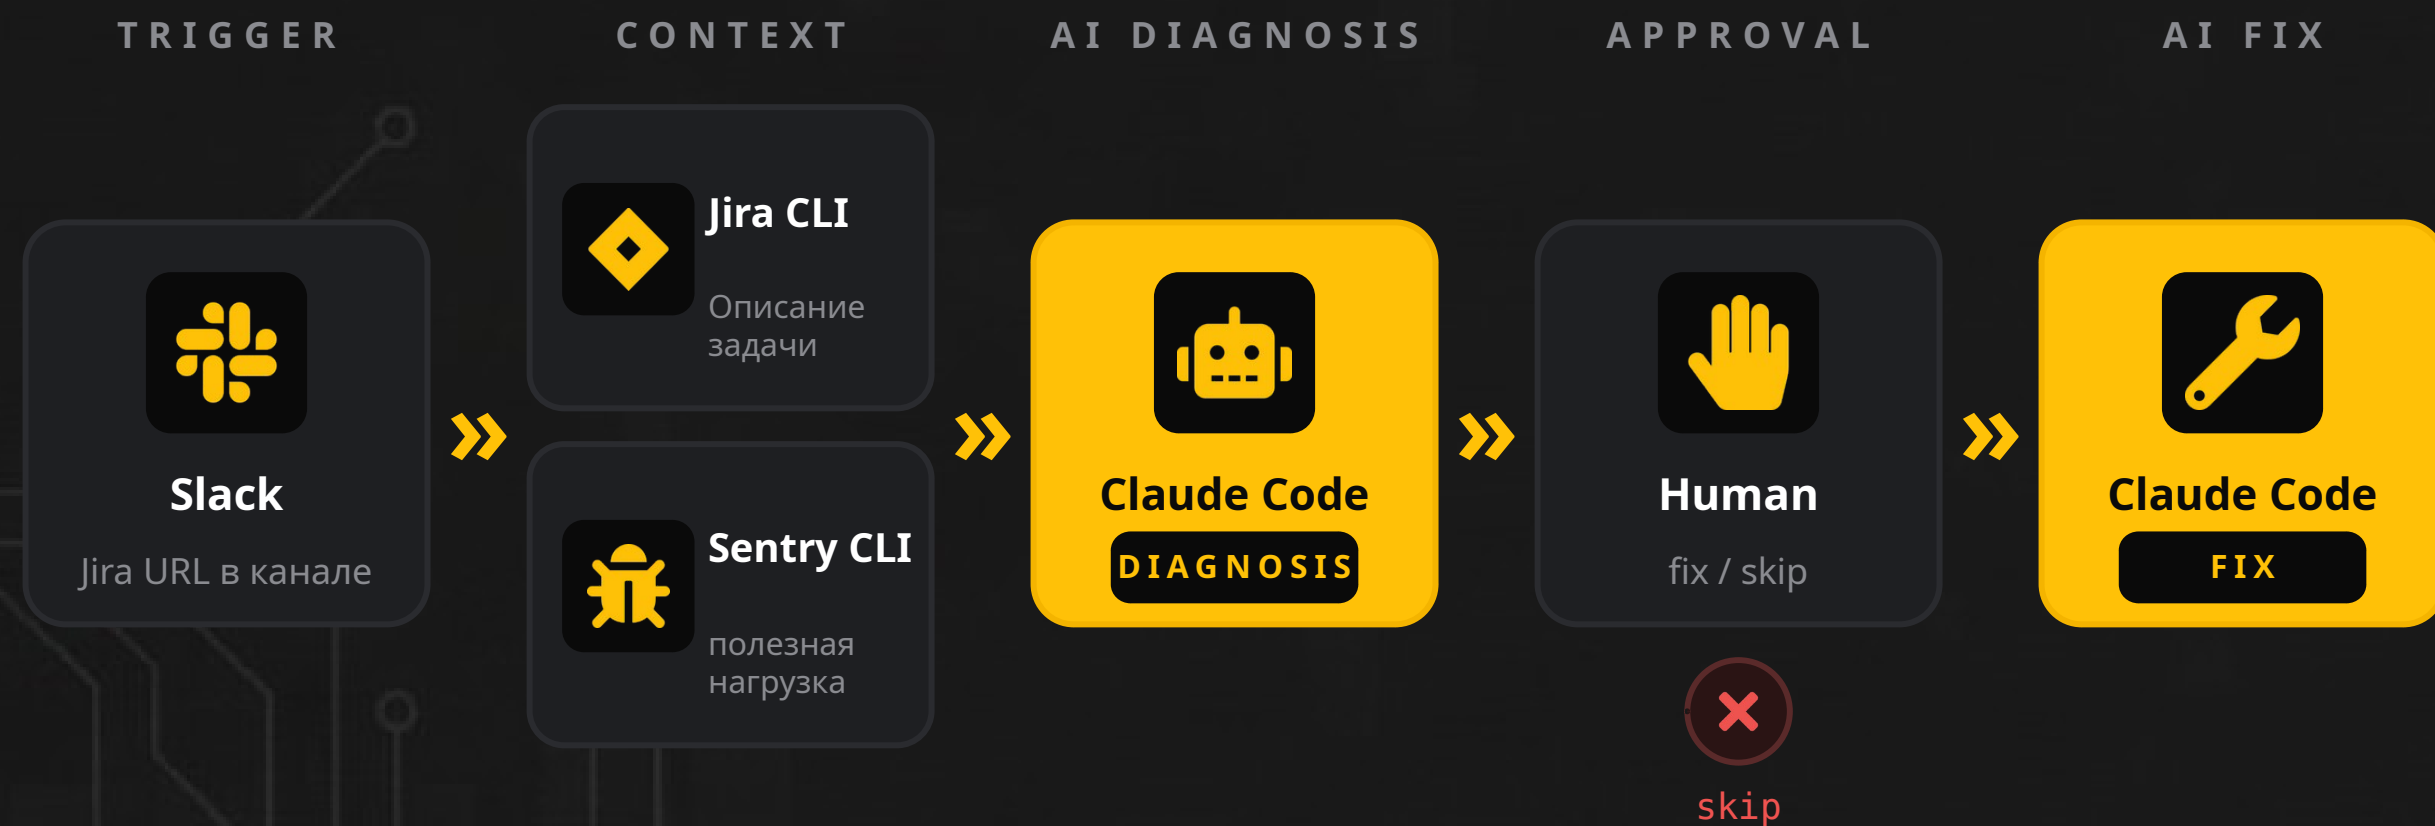 TRIGGER
CONTEXT
AI DIAGNOSIS
APPROVAL
AI FIX
Slack
Jira URL в канале
Jira CLI
Описание
задачи
Sentry CLI
полезная
нагрузка
Claude Code
DIAGNOSIS
Human
fix / skip
skip
Claude Code
FIX